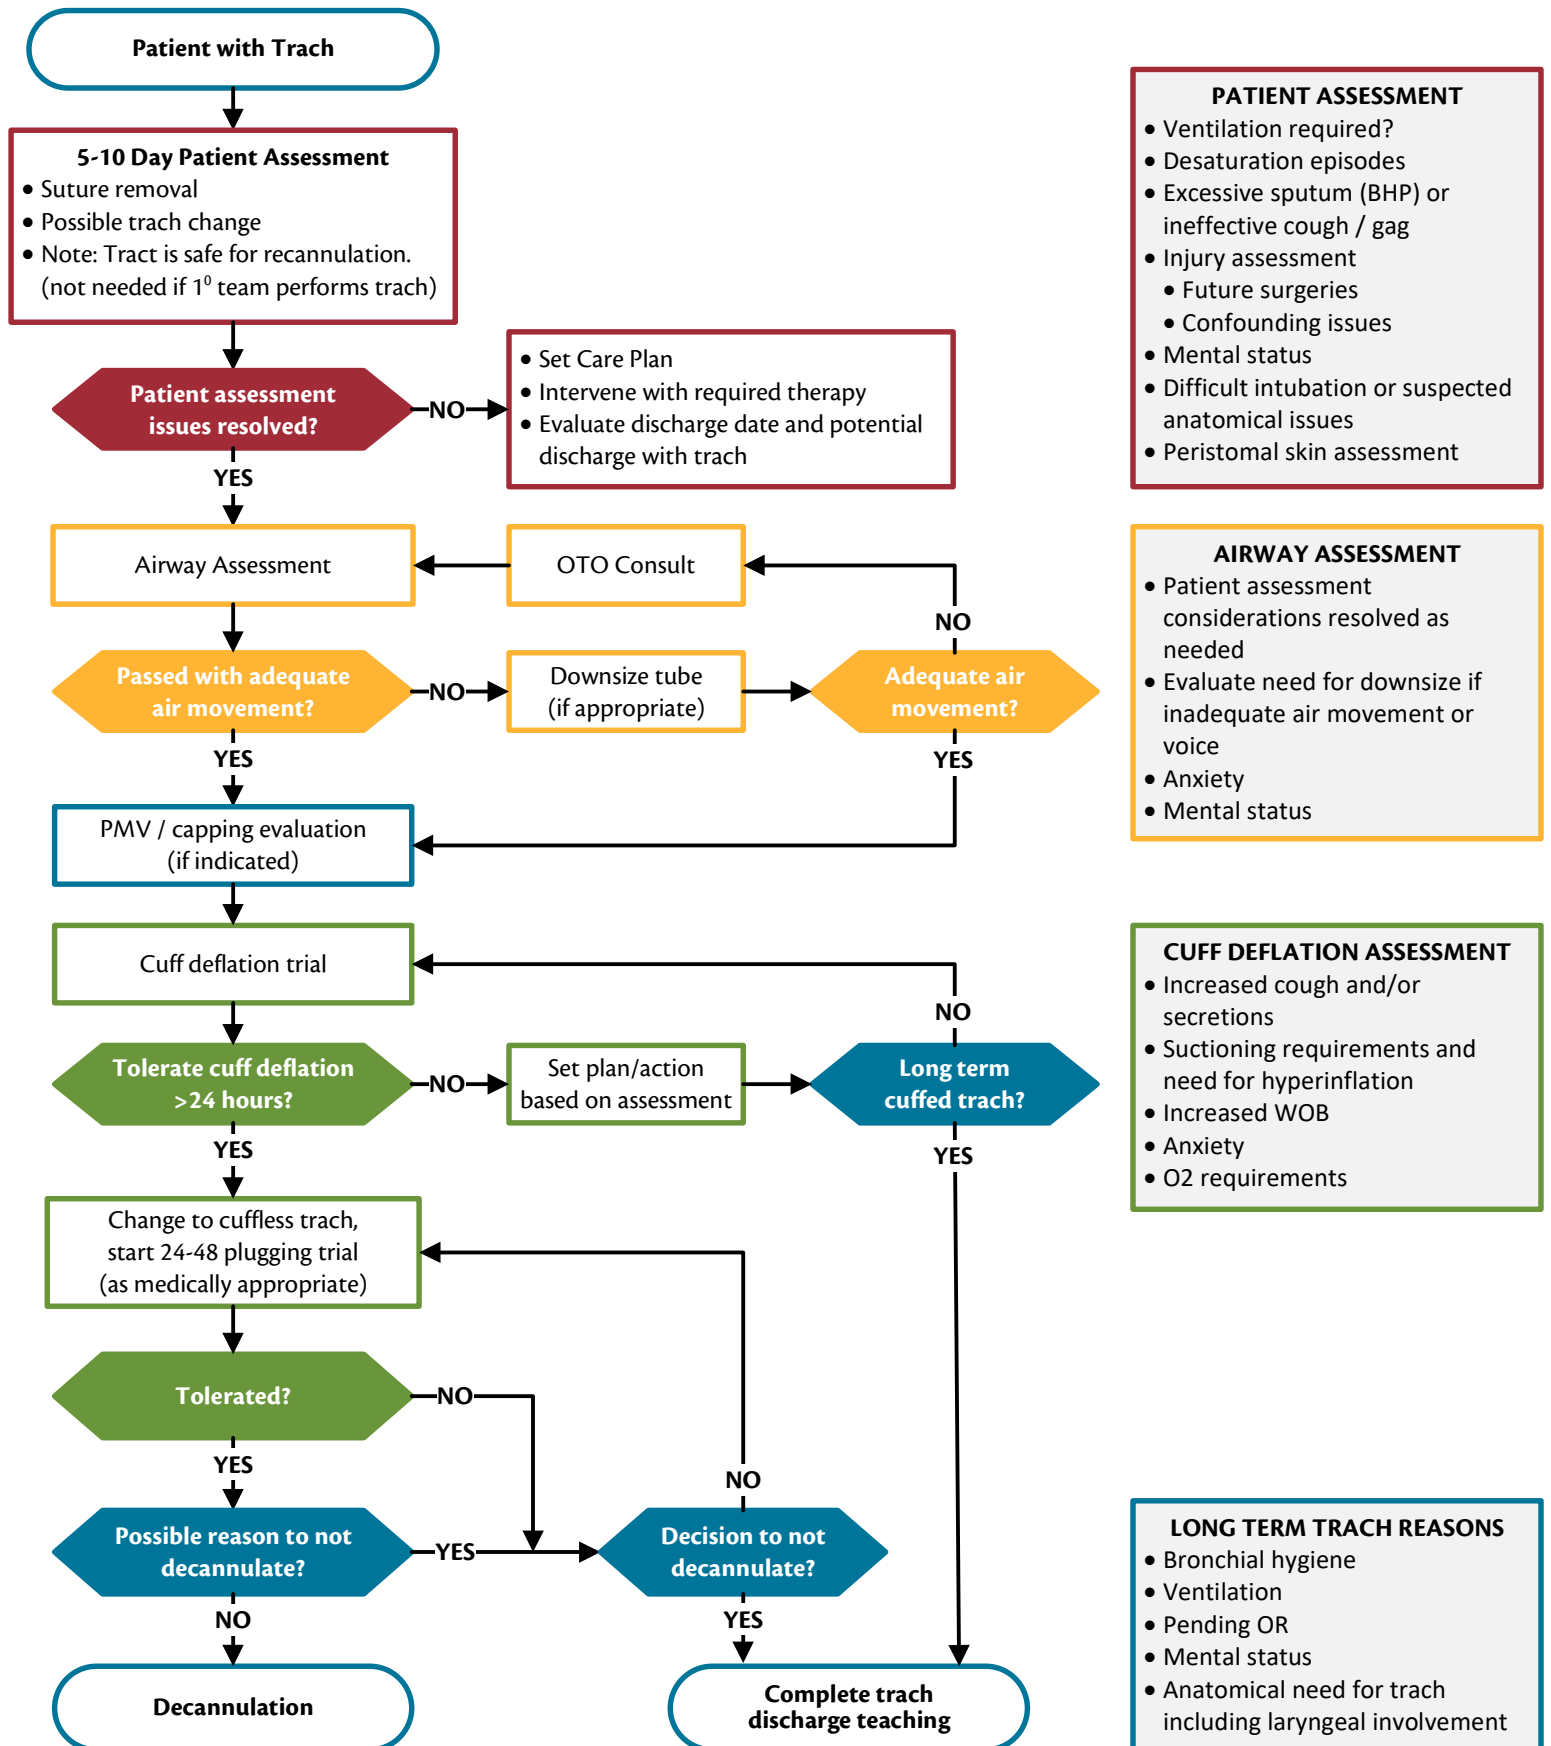 Patient with Trach
5-10 Day Patient Assessment
• Suture removal
• Possible trach change
• Note: Tract is safe for recannulation.
(not needed if 1⁰ team performs trach)
Patient assessment
issues resolved?
NO
• Set Care Plan
• Intervene with required therapy
• Evaluate discharge date and potential
discharge with trach
YES
Airway Assessment
OTO Consult
NO
Passed with adequate
air movement?
NO
Downsize tube
(if appropriate)
Adequate air
movement?
YES
YES
PMV / capping evaluation
(if indicated)
Cuff deflation trial
NO
Tolerate cuff deflation
>24 hours?
NO
Set plan/action
based on assessment
Long term
cuffed trach?
YES
YES
Change to cuffless trach,
start 24-48 plugging trial
(as medically appropriate)
Tolerated?
NO
YES
NO
Possible reason to not
decannulate?
YES
Decision to not
decannulate?
NO
YES
Decannulation
Complete trach
discharge teaching
PATIENT ASSESSMENT
• Ventilation required?
• Desaturation episodes
• Excessive sputum (BHP) or
ineffective cough / gag
• Injury assessment
• Future surgeries
• Confounding issues
• Mental status
• Difficult intubation or suspected
anatomical issues
• Peristomal skin assessment
AIRWAY ASSESSMENT
• Patient assessment
considerations resolved as
needed
• Evaluate need for downsize if
inadequate air movement or
voice
• Anxiety
• Mental status
CUFF DEFLATION ASSESSMENT
• Increased cough and/or
secretions
• Suctioning requirements and
need for hyperinflation
• Increased WOB
• Anxiety
• O2 requirements
LONG TERM TRACH REASONS
• Bronchial hygiene
• Ventilation
• Pending OR
• Mental status
• Anatomical need for trach
including laryngeal involvement